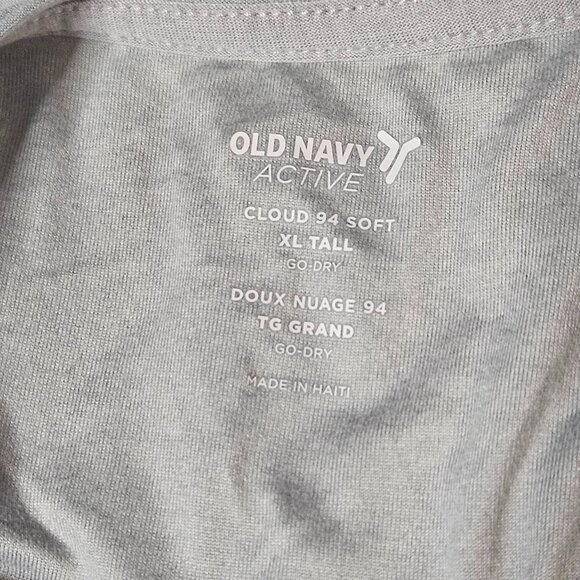 OLD NAVY
ACTIVE
CLOUD 94 SOFT
XL TALL
GO-DRY
DOUX NUAGE 94
TG GRAND
GO-DRY
MADE IN HAITI